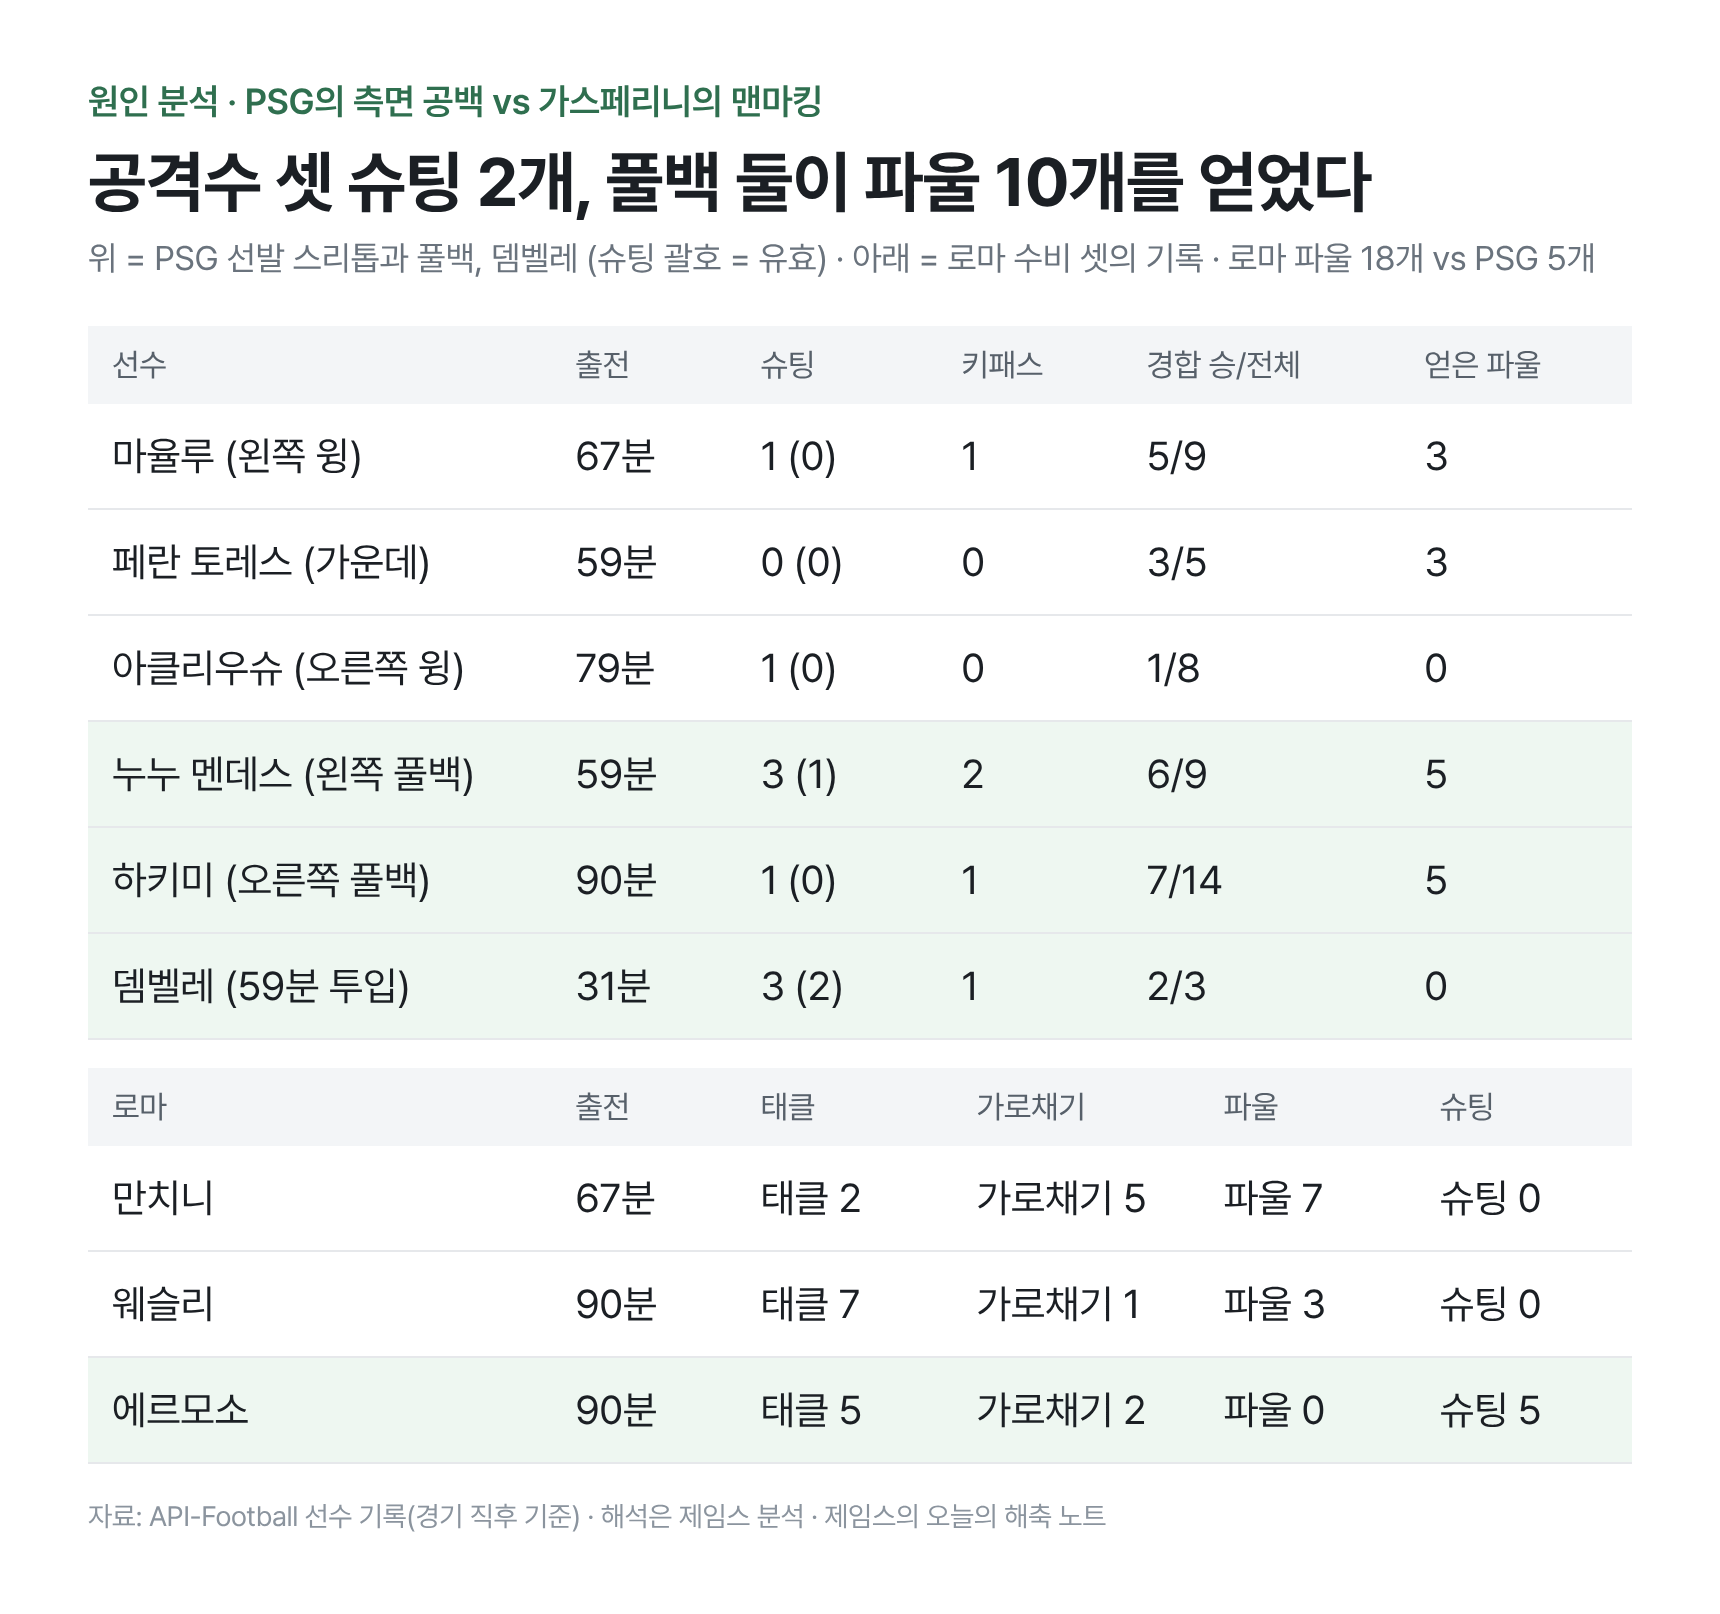 원인 분석 · PSG의 측면 공백 vs 가스페리니의 맨마킹
공격수 셋 슈팅 2개, 풀백 둘이 파울 10개를 얻었다
위 = PSG 선발 스리톱과 풀백, 뎀벨레 (슈팅 괄호 = 유효) · 아래 = 로마 수비 셋의 기록 · 로마 파울 18개 vs PSG 5개
선수 출전 슈팅 키패스 경합 승/전체 얻은 파울
마율루 (왼쪽 윙) 67분 1 (0) 1 5/9 3
페란 토레스 (가운데) 59분 0 (0) 0 3/5 3
아클리우슈 (오른쪽 윙) 79분 1 (0) 0 1/8 0
누누 멘데스 (왼쪽 풀백) 59분 3 (1) 2 6/9 5
하키미 (오른쪽 풀백) 90분 1 (0) 1 7/14 5
뎀벨레 (59분 투입) 31분 3 (2) 1 2/3 0
로마 출전 태클 가로채기 파울 슈팅
만치니 67분 태클 2 가로채기 5 파울 7 슈팅 0
웨슬리 90분 태클 7 가로채기 1 파울 3 슈팅 0
에르모소 90분 태클 5 가로채기 2 파울 0 슈팅 5
자료: API-Football 선수 기록(경기 직후 기준) · 해석은 제임스 분석 · 제임스의 오늘의 해축 노트